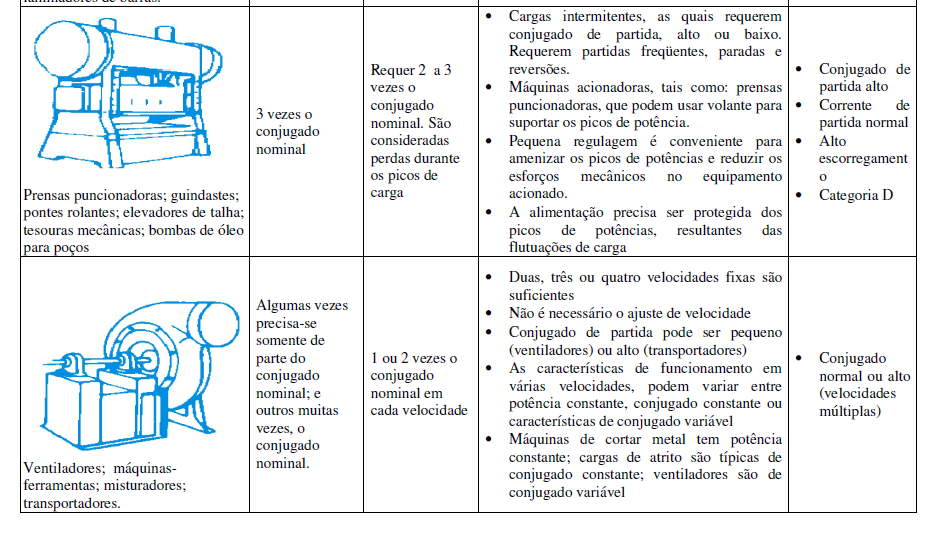 laminadores de barras.
Prensas puncionadoras; guindastes;
pontes rolantes; elevadores de talha;
tesouras mecânicas; bombas de óleo
para poços
3 vezes o
conjugado
nominal
Requer 2 a 3
vezes o
conjugado
nominal. São
consideradas
perdas durante
os picos de
carga
• Cargas intermitentes, as quais requerem
conjugado de partida, alto ou baixo.
Requerem partidas freqüentes, paradas e
reversões.
• Máquinas acionadoras, tais como: prensas
puncionadoras, que podem usar volante para
suportar os picos de potência.
• Pequena regulagem é conveniente para
amenizar os picos de potências e reduzir os
esforços mecânicos no equipamento
acionado.
• A alimentação precisa ser protegida dos
picos de potências, resultantes das
flutuações de carga
• Conjugado de
partida alto
• Corrente de
partida normal
• Alto
escorregament
o
• Categoria D
Ventiladores; máquinas-
ferramentas; misturadores;
transportadores.
Algumas vezes
precisa-se
somente de
parte do
conjugado
nominal; e
outros muitas
vezes, o
conjugado
nominal.
1 ou 2 vezes o
conjugado
nominal em
cada velocidade
• Duas, três ou quatro velocidades fixas são
suficientes
• Não é necessário o ajuste de velocidade
• Conjugado de partida pode ser pequeno
(ventiladores) ou alto (transportadores)
• As características de funcionamento em
várias velocidades, podem variar entre
potência constante, conjugado constante ou
características de conjugado variável
• Máquinas de cortar metal tem potência
constante; cargas de atrito são típicas de
conjugado constante; ventiladores são de
conjugado variável
• Conjugado
normal ou alto
(velocidades
múltiplas)